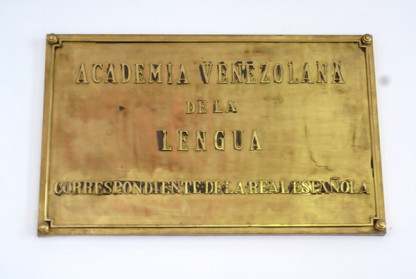 ACADEMIA VENEZOLANA
DE LA
LENGUA
CORRESPONDIENTE DE LA REAL ESPAÑOLA